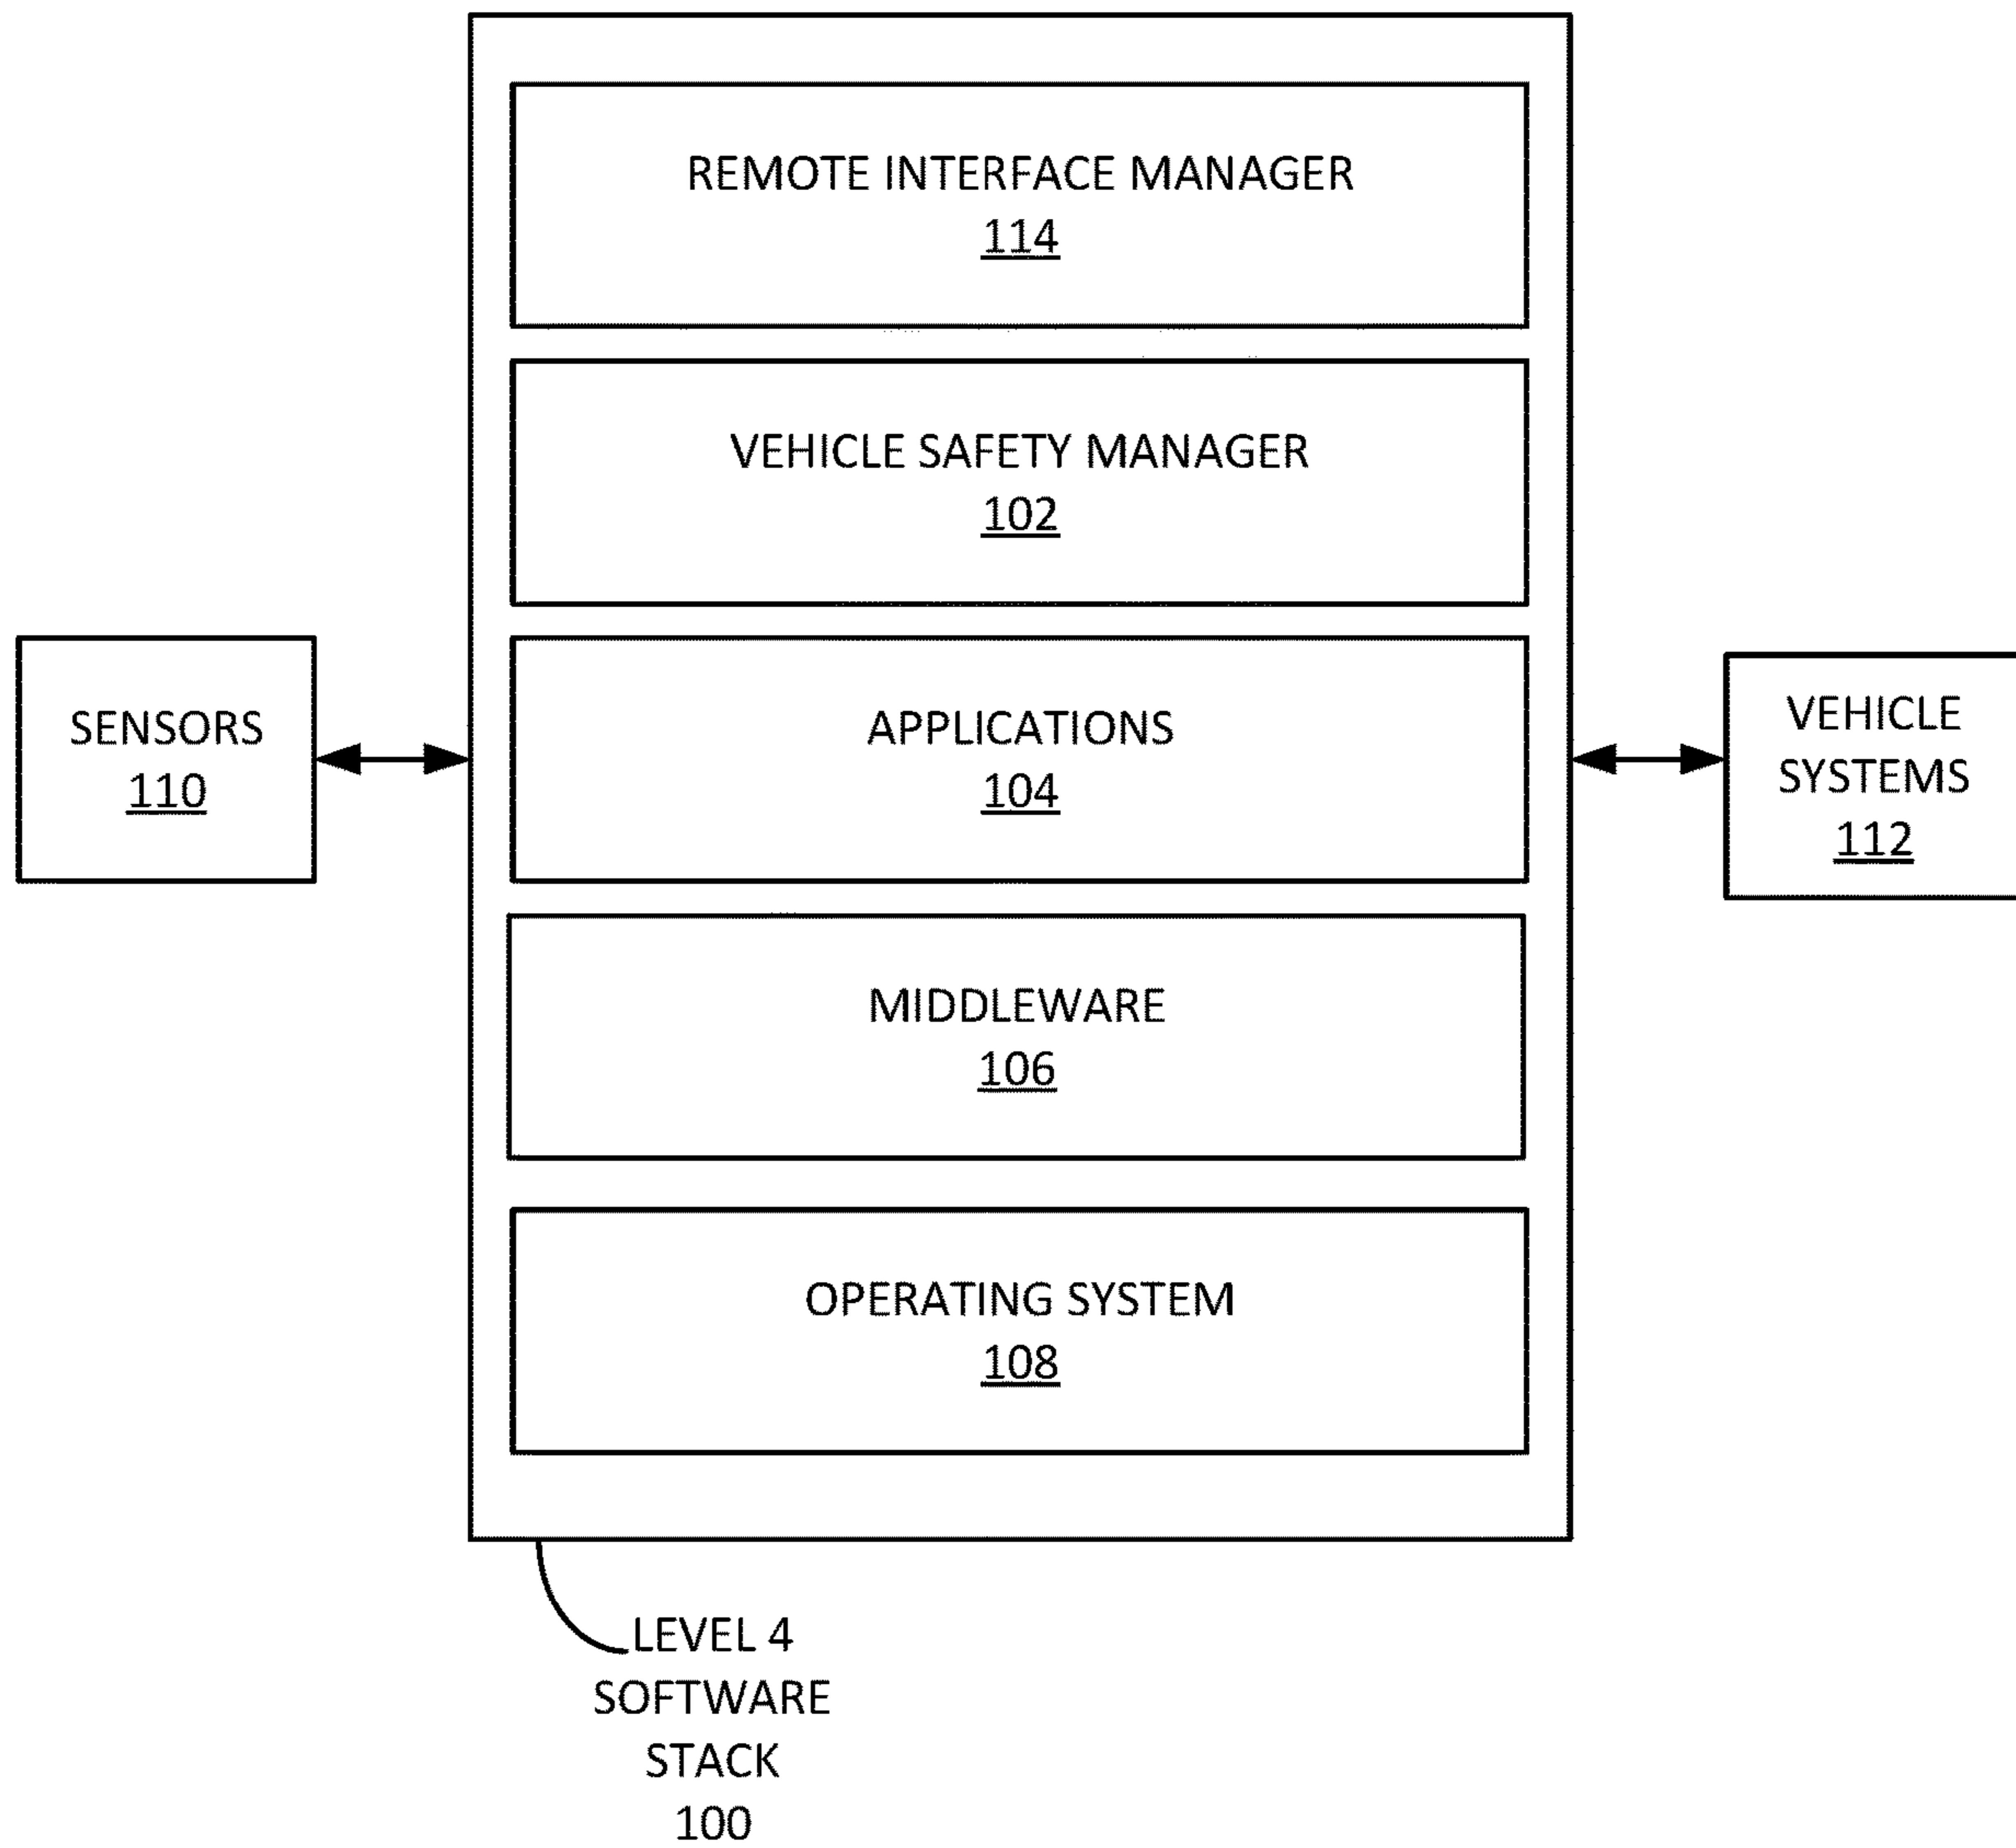 REMOTE INTERFACE MANAGER
114
VEHICLE SAFETY MANAGER
102
SENSORS
110
APPLICATIONS
104
VEHICLE
SYSTEMS
112
MIDDLEWARE
106
OPERATING SYSTEM
108
LEVEL 4
SOFTWARE
STACK
100